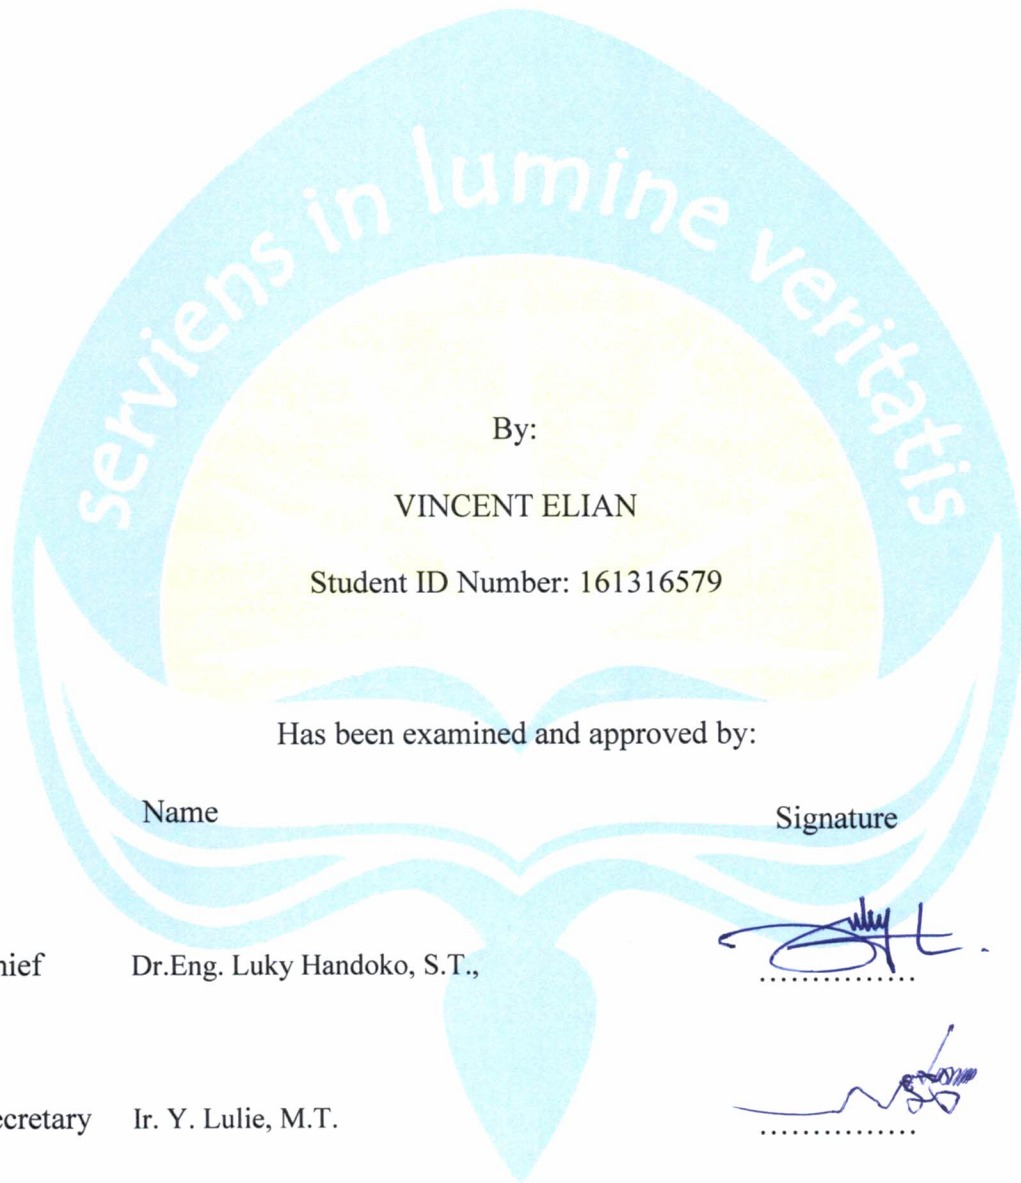 serviens in lumine veritatis
By:
VINCENT ELIAN
Student ID Number: 161316579
Has been examined and approved by:
Name Signature
hief Dr.Eng. Luky Handoko, S.T., ...............
ecretary Ir. Y. Lulie, M.T. ...............